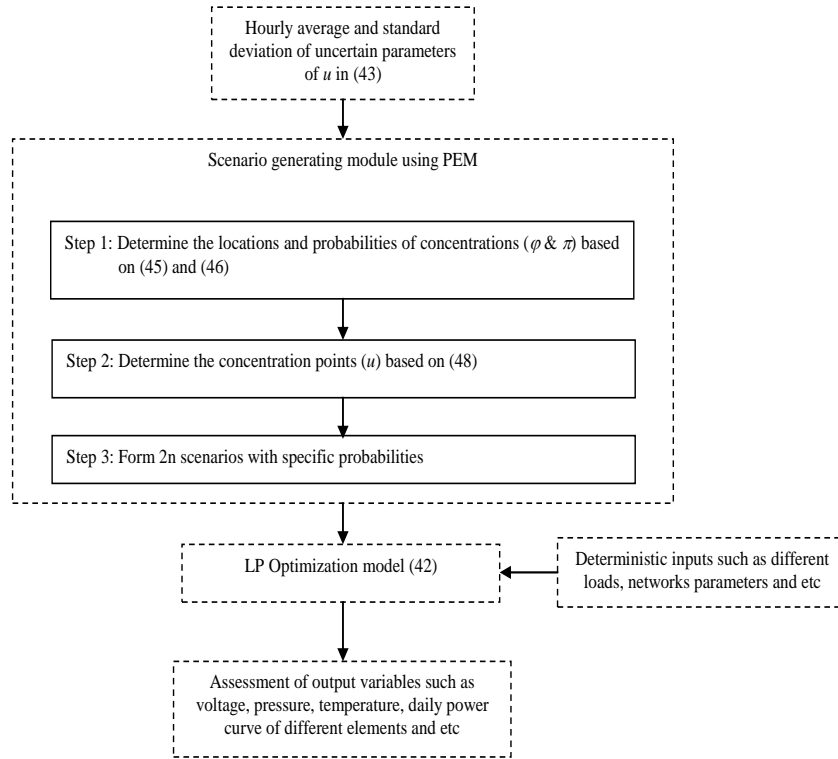 Hourly average and standard
deviation of uncertain parameters
of u in (43)
Scenario generating module using PEM
Step 1: Determine the locations and probabilities of concentrations (φ & π) based
on (45) and (46)
Step 2: Determine the concentration points (u) based on (48)
Step 3: Form 2n scenarios with specific probabilities
LP Optimization model (42)
Deterministic inputs such as different
loads, networks parameters and etc
Assessment of output variables such as
voltage, pressure, temperature, daily power
curve of different elements and etc